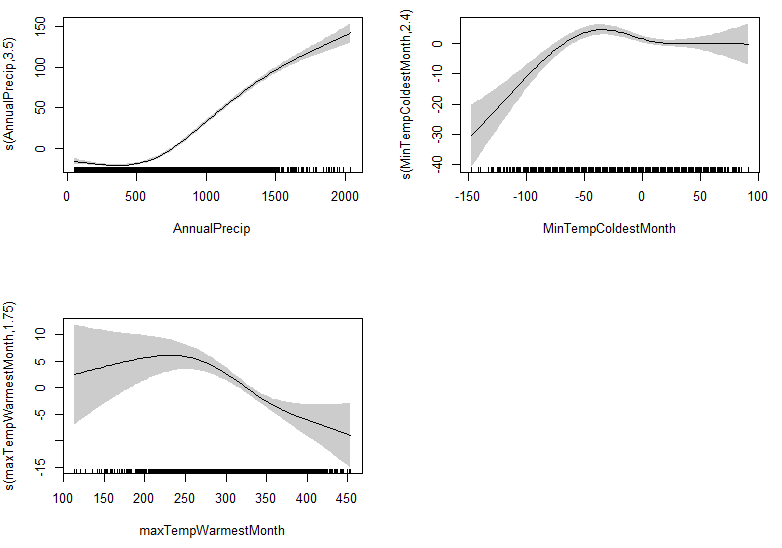 s(AnnualPrecip,3.5)
150
100
50
0
0 500 1000 1500 2000
AnnualPrecip
s(MinTempColdestMonth,2.4)
0
-10
-20
-30
-40
-150 -100 -50 0 50 100
MinTempColdestMonth
s(maxTempWarmestMonth,1.75)
10
5
0
-5
-15
100 150 200 250 300 350 400 450
maxTempWarmestMonth